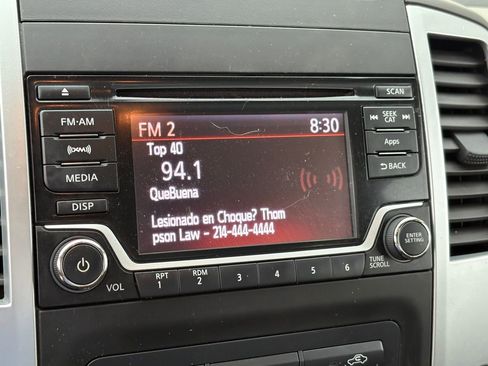 SCAN
FM·AM
MEDIA
DISP
VOL
FM 2 8:30
Top 40
94.1
QueBuena
Lesionado en Choque? Thom
pson Law - 214-444-4444
SEEK
CAT
Apps
BACK
ENTER
SETTING
TUNE
SCROLL
RPT
1
RDM
2
3
4
5
6